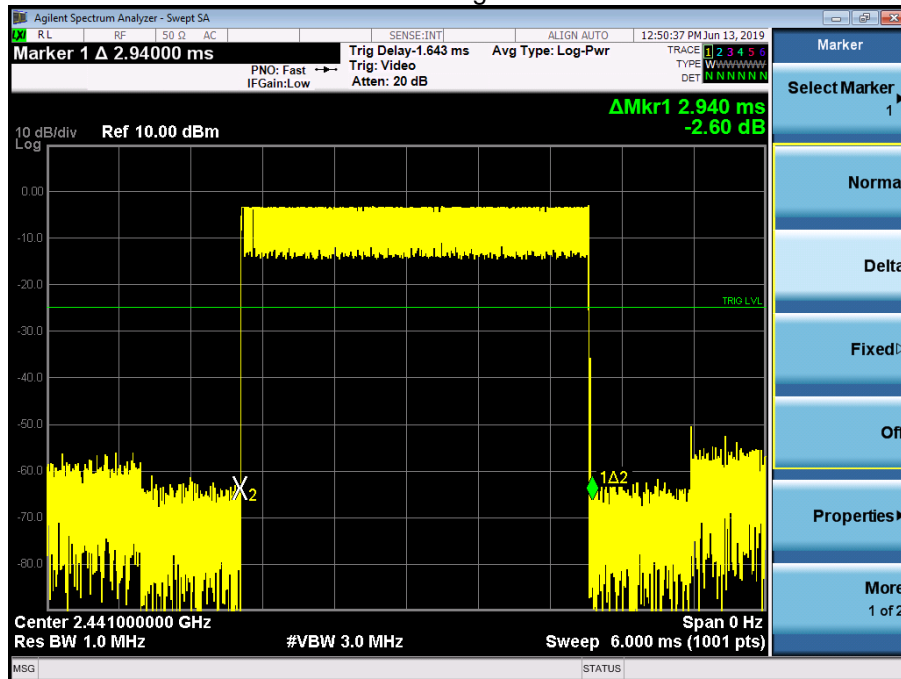 Agilent Spectrum Analyzer - Swept SA
LXI RL RF 50 Ω AC SENSE:INT ALIGN AUTO 12:50:37 PM Jun 13, 2019
Marker 1 Δ 2.94000 ms
Trig Delay-1.643 ms Avg Type: Log-Pwr TRACE 1 2 3 4 5 6
PNO: Fast Trig: Video TYPE WWWWWW
IFGain:Low Atten: 20 dB DET N N N N N N
ΔMkr1 2.940 ms
-2.60 dB
10 dB/div Ref 10.00 dBm
Log
0.00
-10.0
-20.0
TRIG LVL
-30.0
-40.0
-50.0
-60.0
1Δ2
2
-70.0
-80.0
Center 2.441000000 GHz Span 0 Hz
Res BW 1.0 MHz #VBW 3.0 MHz Sweep 6.000 ms (1001 pts)
MSG STATUS
Marker
Select Marker
1
Norma
Delta
Fixed
Off
Properties
More
1 of 2